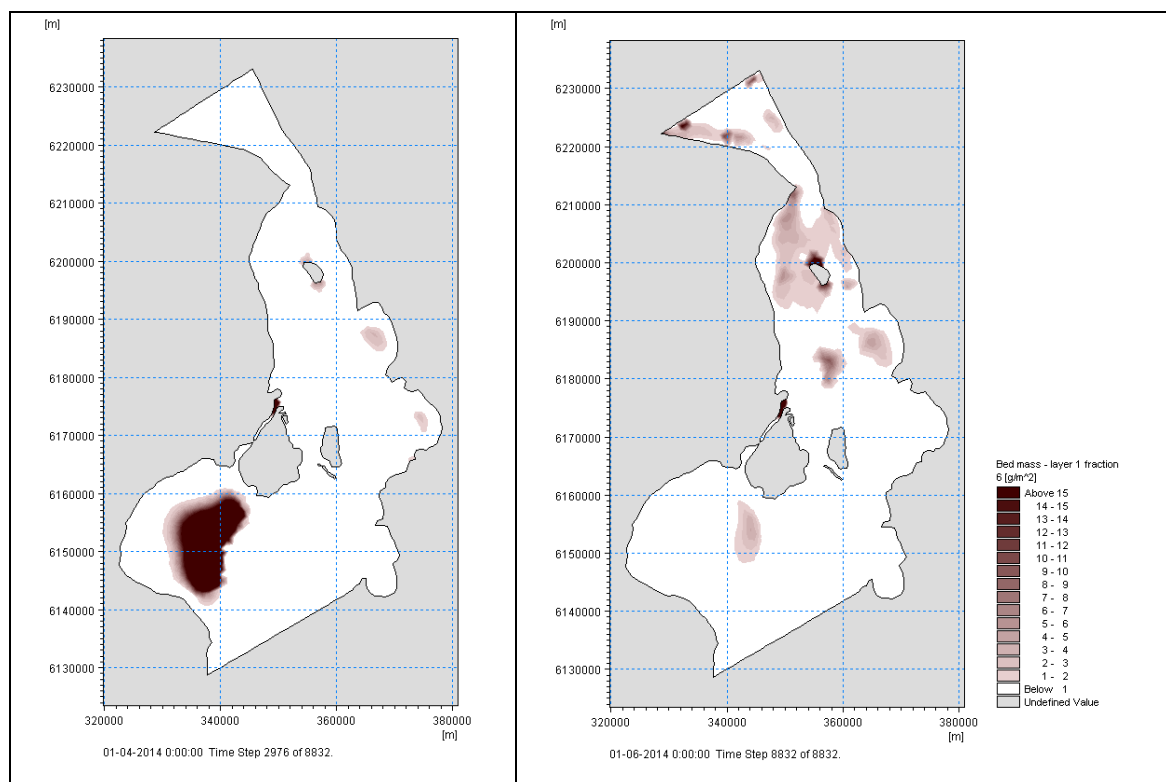 [m]
6230000
6220000
6210000
6200000
6190000
6180000
6170000
6160000
6150000
6140000
6130000
320000 340000 360000 380000
[m]
01-04-2014 0:00:00 Time Step 2976 of 8832.
[m]
6230000
6220000
6210000
6200000
6190000
6180000
6170000
6160000
6150000
6140000
6130000
320000 340000 360000 380000
[m]
01-06-2014 0:00:00 Time Step 8832 of 8832.
Bed mass - layer 1 fraction
6 [g/m^2]
Above 15
14 - 15
13 - 14
12 - 13
11 - 12
10 - 11
9 - 10
8 - 9
7 - 8
6 - 7
5 - 6
4 - 5
3 - 4
2 - 3
1 - 2
Below 1
Undefined Value